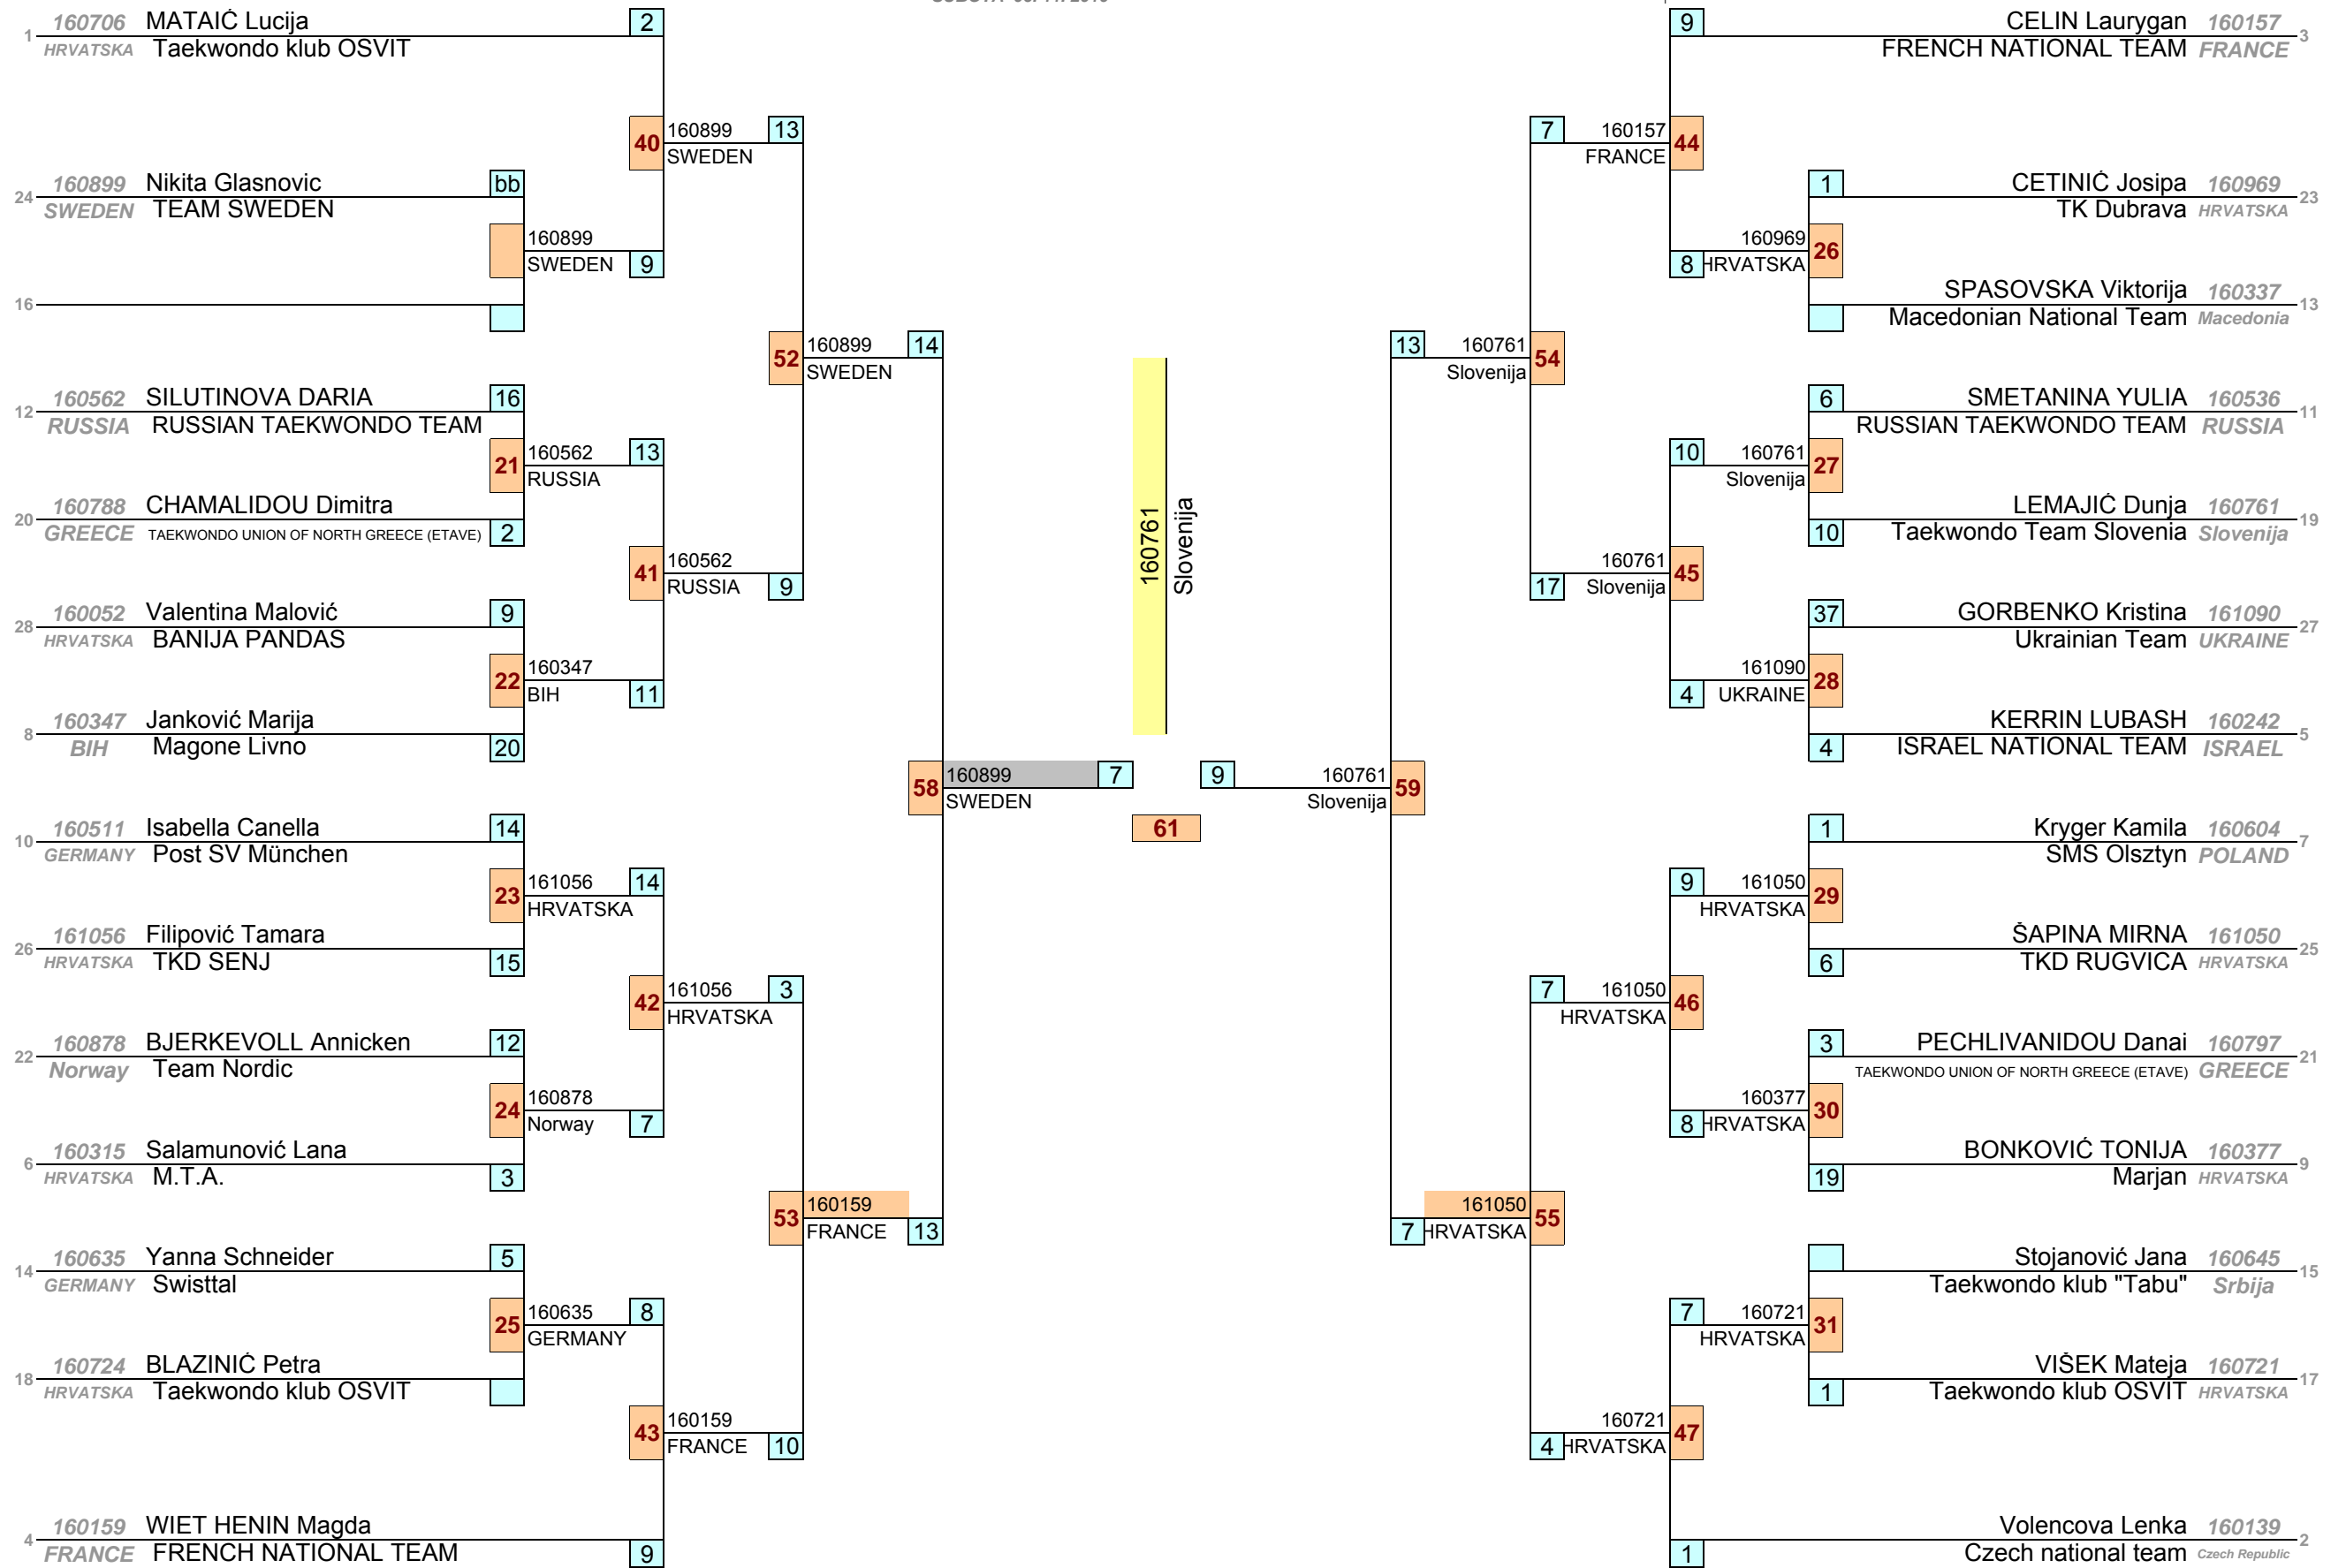 160706 MATAIĆ Lucija 2
1 HRVATSKA Taekwondo klub OSVIT
40 160899 13
SWEDEN
160899 Nikita Glasnovic bb
24 SWEDEN TEAM SWEDEN
160899
SWEDEN 9
16
52 160899 14
SWEDEN
160562 SILUTINOVA DARIA 16
12 RUSSIA RUSSIAN TAEKWONDO TEAM
21 160562 13
RUSSIA
160788 CHAMALIDOU Dimitra
20 GREECE TAEKWONDO UNION OF NORTH GREECE (ETAVE) 2
41 160562
RUSSIA 9
160052 Valentina Malović 9
28 HRVATSKA BANIJA PANDAS
22 160347
BIH 11
160347 Janković Marija
8 BIH Magone Livno 20
58 160899 7
SWEDEN
160511 Isabella Canella 14
10 GERMANY Post SV München
23 161056 14
HRVATSKA
161056 Filipović Tamara
26 HRVATSKA TKD SENJ 15
42 161056 3
HRVATSKA
160878 BJERKEVOLL Annicken 12
22 Norway Team Nordic
24 160878
Norway 7
160315 Salamunović Lana
6 HRVATSKA M.T.A. 3
53 160159
FRANCE 13
160635 Yanna Schneider 5
14 GERMANY Swisttal
25 160635 8
GERMANY
160724 BLAZINIĆ Petra
18 HRVATSKA Taekwondo klub OSVIT
43 160159
FRANCE 10
160159 WIET HENIN Magda
4 FRANCE FRENCH NATIONAL TEAM 9
160761
Slovenija
61
9 CELIN Laurygan 160157
FRENCH NATIONAL TEAM FRANCE 3
7 160157 44
FRANCE
1 CETINIĆ Josipa 160969
TK Dubrava HRVATSKA 23
160969 26
8 HRVATSKA
SPASOVSKA Viktorija 160337
Macedonian National Team Macedonia 13
13 160761 54
Slovenija
6 SMETANINA YULIA 160536
RUSSIAN TAEKWONDO TEAM RUSSIA 11
10 160761 27
Slovenija
LEMAJIĆ Dunja 160761
10 Taekwondo Team Slovenia Slovenija 19
160761 45
17 Slovenija
37 GORBENKO Kristina 161090
Ukrainian Team UKRAINE 27
161090 28
4 UKRAINE
KERRIN LUBASH 160242
4 ISRAEL NATIONAL TEAM ISRAEL 5
9 160761 59
Slovenija
1 Kryger Kamila 160604
SMS Olsztyn POLAND 7
9 161050 29
HRVATSKA
ŠAPINA MIRNA 161050
6 TKD RUGVICA HRVATSKA 25
7 161050 46
HRVATSKA
3 PECHLIVANIDOU Danai 160797
TAEKWONDO UNION OF NORTH GREECE (ETAVE) GREECE 21
160377 30
8 HRVATSKA
BONKOVIĆ TONIJA 160377
19 Marjan HRVATSKA 9
161050 55
7 HRVATSKA
Stojanović Jana 160645
Taekwondo klub "Tabu" Srbija 15
7 160721 31
HRVATSKA
VIŠEK Mateja 160721
1 Taekwondo klub OSVIT HRVATSKA 17
160721 47
4 HRVATSKA
Volencova Lenka 160139
1 Czech national team Czech Republic 2